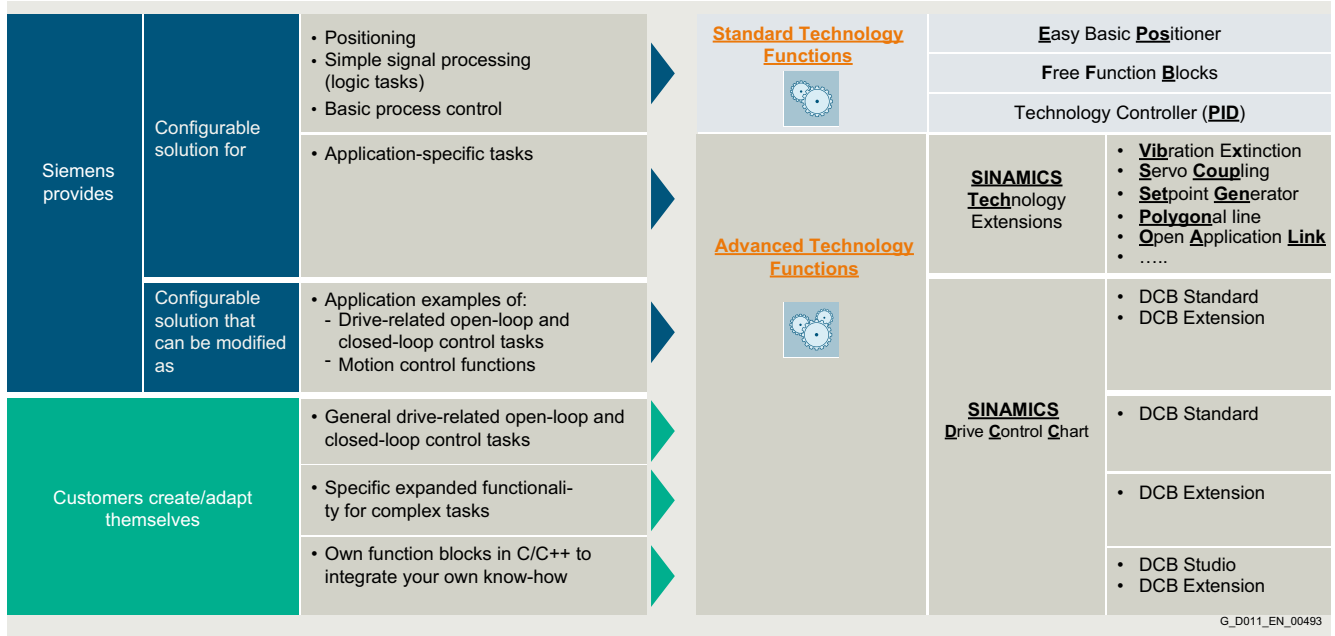 Siemens
provides
Configurable
solution for
• Positioning
• Simple signal processing
(logic tasks)
• Basic process control
Standard Technology
Functions
Easy Basic Positioner
Free Function Blocks
Technology Controller (PID)
• Application-specific tasks
Advanced Technology
Functions
SINAMICS
Technology
Extensions
• Vibration Extinction
• Servo Coupling
• Setpoint Generator
• Polygonal line
• Open Application Link
• …..
Configurable
solution that
can be modified
as
• Application examples of:
- Drive-related open-loop and
closed-loop control tasks
- Motion control functions
SINAMICS
Drive Control Chart
• DCB Standard
• DCB Extension
Customers create/adapt
themselves
• General drive-related open-loop and
closed-loop control tasks
• DCB Standard
• Specific expanded functionali-
ty for complex tasks
• DCB Extension
• Own function blocks in C/C++ to
integrate your own know-how
• DCB Studio
• DCB Extension
G_D011_EN_00493